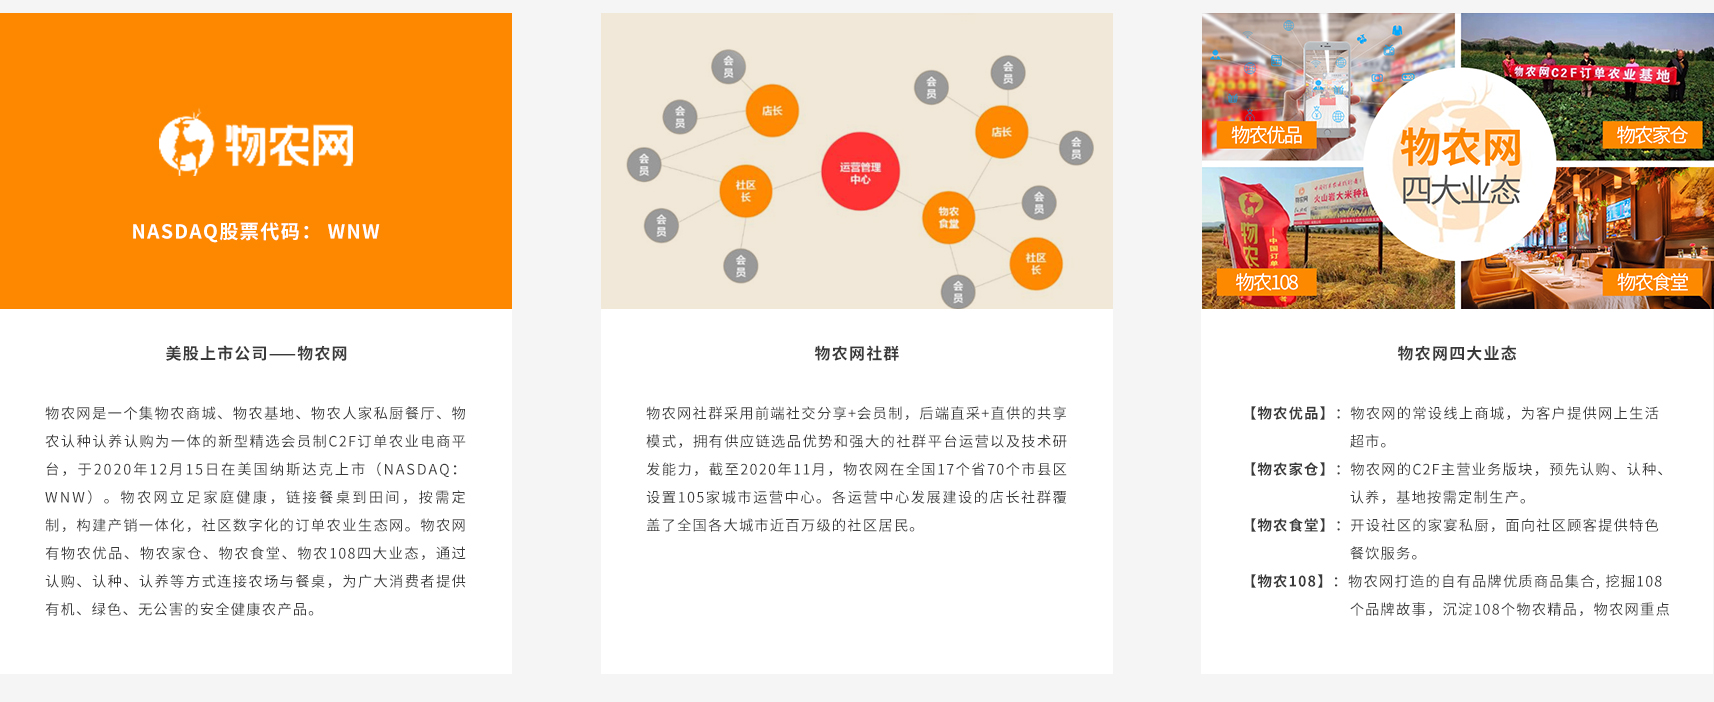 物农网
NASDAQ股票代码： WNW
美股上市公司——物农网
物农网是一个集物农商城、物农基地、物农人家私厨餐厅、物
农认种认养认购为一体的新型精选会员制C2F订单农业电商平
台，于2020年12月15日在美国纳斯达克上市（NASDAQ：
WNW）。物农网立足家庭健康，链接餐桌到田间，按需定
制，构建产销一体化，社区数字化的订单农业生态网。物农网
有物农优品、物农家仓、物农食堂、物农108四大业态，通过
认购、认种、认养等方式连接农场与餐桌，为广大消费者提供
有机、绿色、无公害的安全健康农产品。
会员
店长
会员
会员
社区长
会员
会员
运营管理中心
会员
会员
店长
会员
会员
物农食堂
社区长
会员
物农网社群
物农网社群采用前端社交分享+会员制，后端直采+直供的共享
模式，拥有供应链选品优势和强大的社群平台运营以及技术研
发能力，截至2020年11月，物农网在全国17个省70个市县区
设置105家城市运营中心。各运营中心发展建设的店长社群覆
盖了全国各大城市近百万级的社区居民。
物农优品
物农网C2F订单农业基地
物农家仓
物农网
四大业态
物农
火山岩大米种植
物农108
物农食堂
物农网四大业态
【物农优品】：物农网的常设线上商城，为客户提供网上生活
超市。
【物农家仓】：物农网的C2F主营业务版块，预先认购、认种、
认养，基地按需定制生产。
【物农食堂】：开设社区的家宴私厨，面向社区顾客提供特色
餐饮服务。
【物农108】：物农网打造的自有品牌优质商品集合, 挖掘108
个品牌故事，沉淀108个物农精品，物农网重点